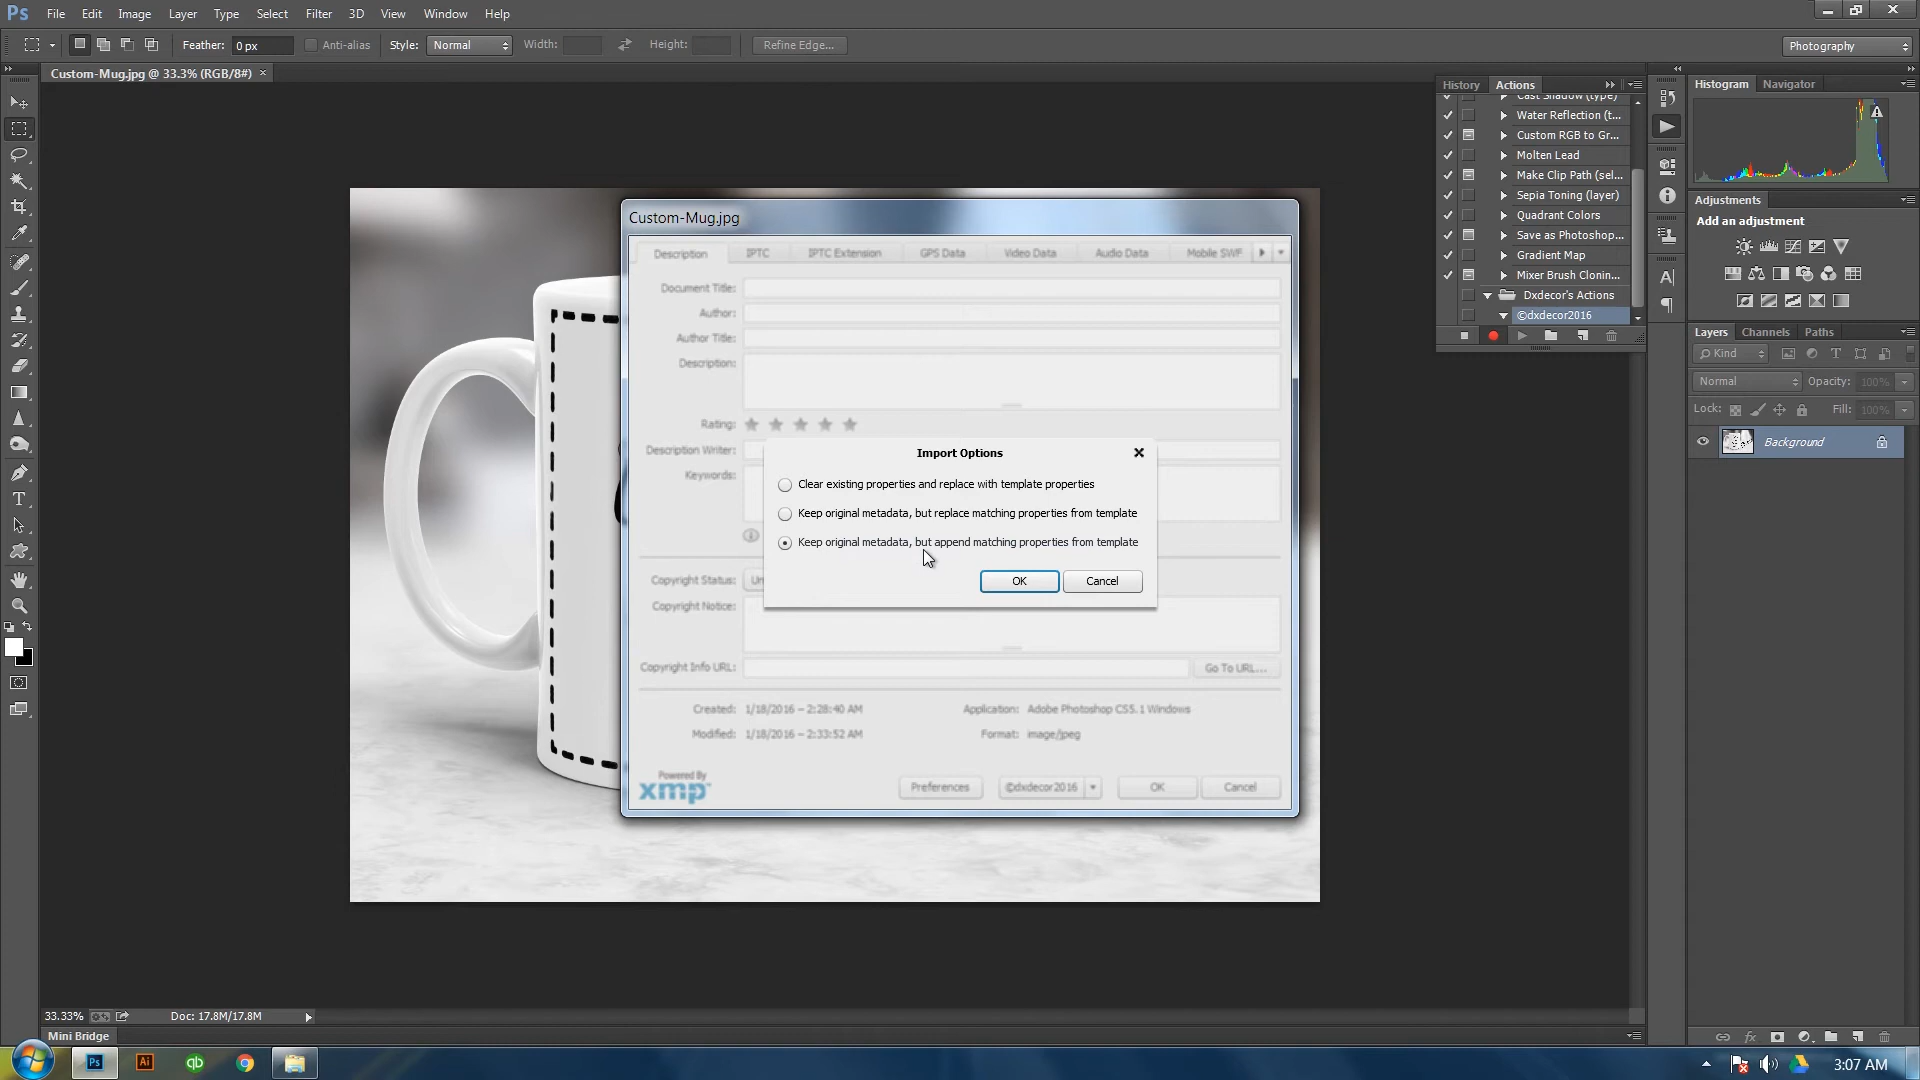 Ps File Edit Image Layer Type Select Filter 3D View Window Help
Feather: 0 px Anti-alias Style: Normal Width: Height: Refine Edge... Photography
Custom-Mug.jpg @ 33.3% (RGB/8#) ×
History Actions
Cast Shadow (type)
Water Reflection (t...
Custom RGB to Gr...
Molten Lead
Make Clip Path (sel...
Sepia Toning (layer)
Quadrant Colors
Save as Photoshop...
Gradient Map
Mixer Brush Clonin...
Dxdecor's Actions
©dxdecor2016
Histogram Navigator
Adjustments
Add an adjustment
Layers Channels Paths
Kind
Normal Opacity: 100%
Lock: Fill: 100%
Background
Custom-Mug.jpg
Description IPTC IPTC Extension GPS Data Video Data Audio Data Mobile SWF
Document Title:
Author:
Author Title:
Description:
Rating:
Description Writer:
Keywords:
Import Options
Clear existing properties and replace with template properties
Keep original metadata, but replace matching properties from template
Keep original metadata, but append matching properties from template
OK Cancel
Copyright Status: Un
Copyright Notice:
Copyright Info URL: Go To URL...
Created: 1/18/2016 – 2:28:40 AM Application: Adobe Photoshop CS5.1 Windows
Modified: 1/18/2016 – 2:33:52 AM Format: image/jpeg
Powered By
xmp
Preferences ©dxdecor2016 OK Cancel
33.33% Doc: 17.8M/17.8M
Mini Bridge
Ps Ai qb 3:07 AM